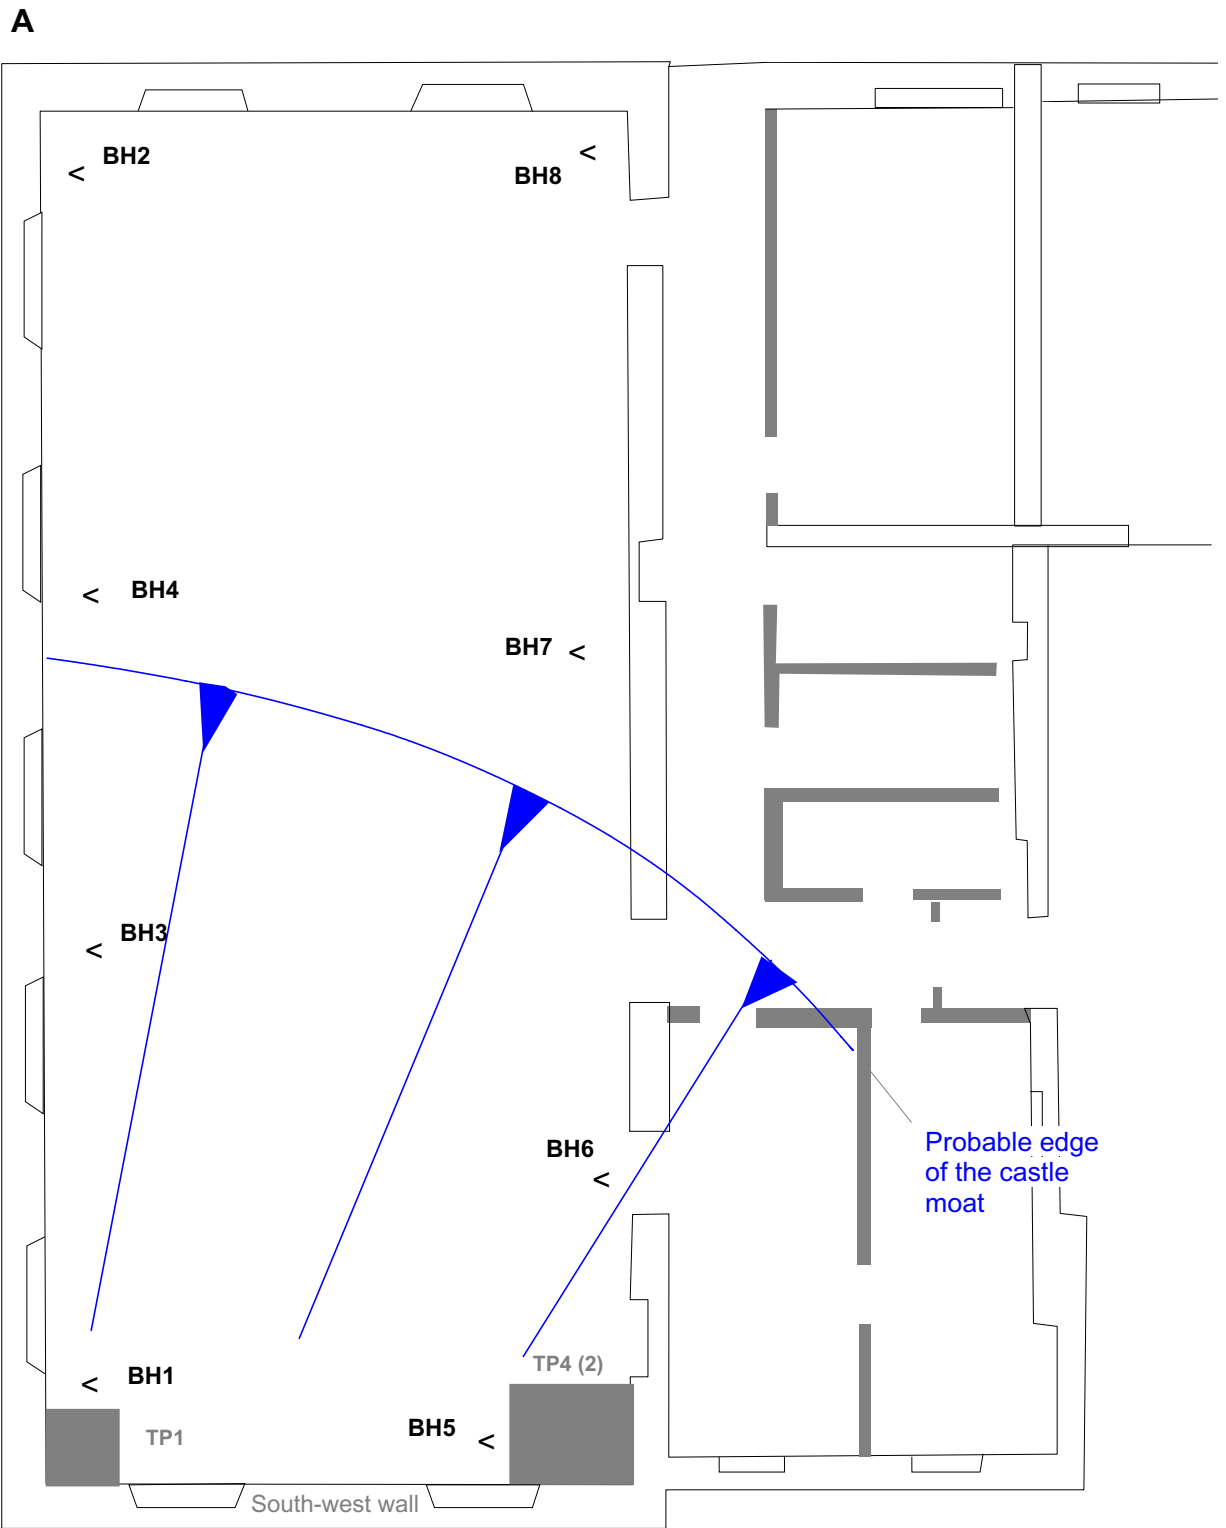 A
BH2
BH8
BH4
BH7
BH3
BH6
Probable edge
of the castle
moat
TP4 (2)
BH1
BH5
TP1
South-west wall